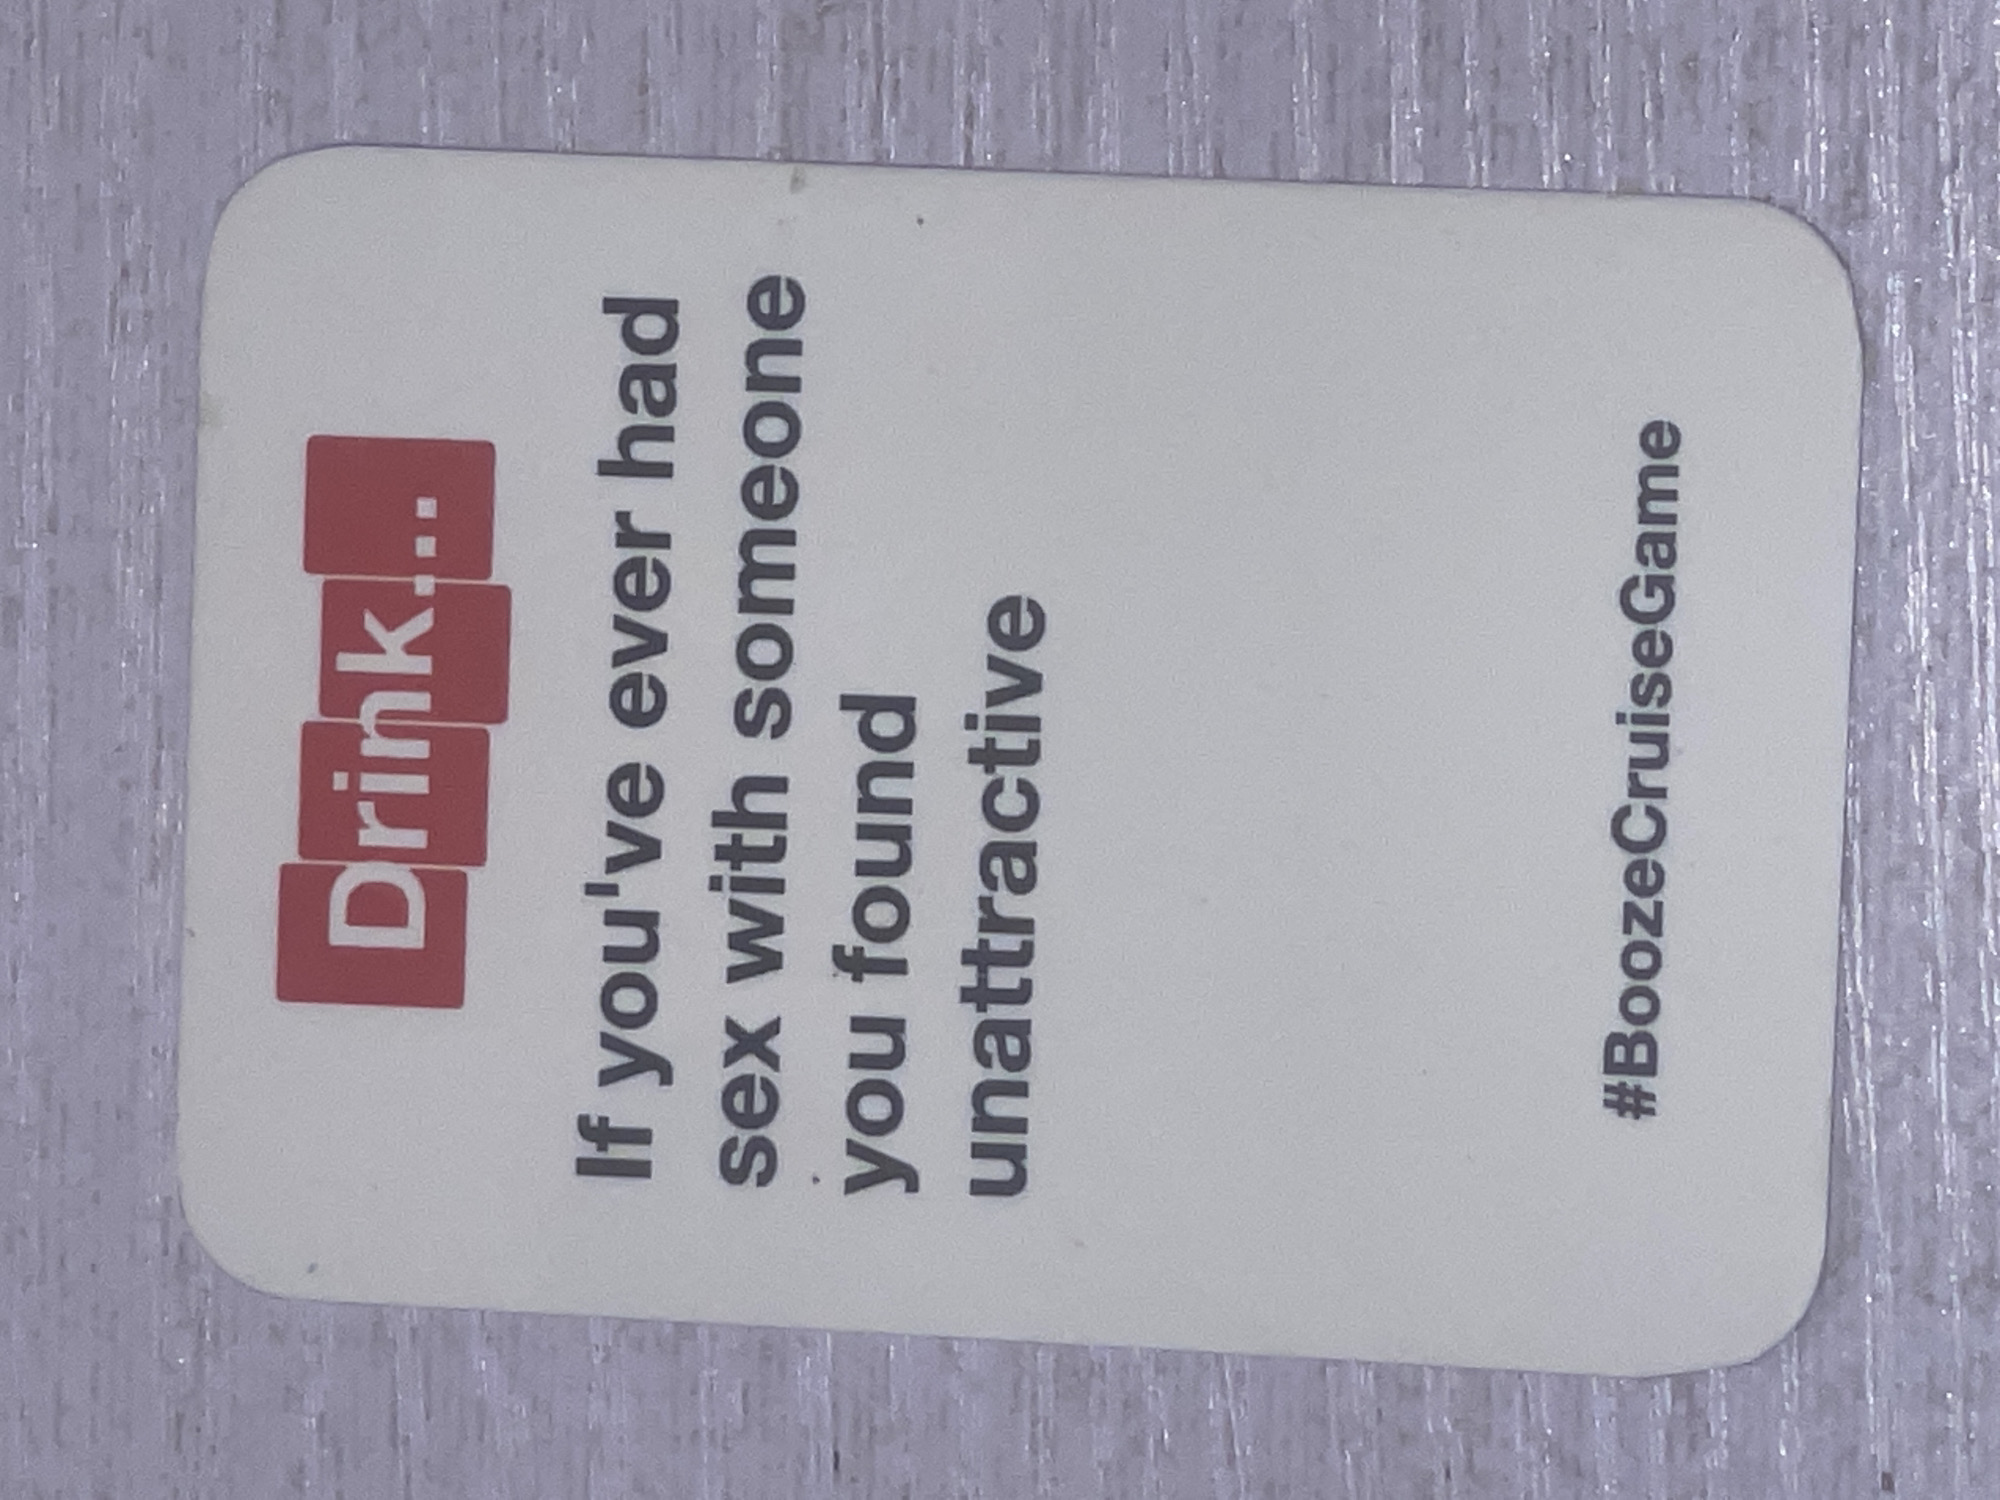 Drink...
If you've ever had
sex with someone
you found
unattractive
#BoozeCruiseGame